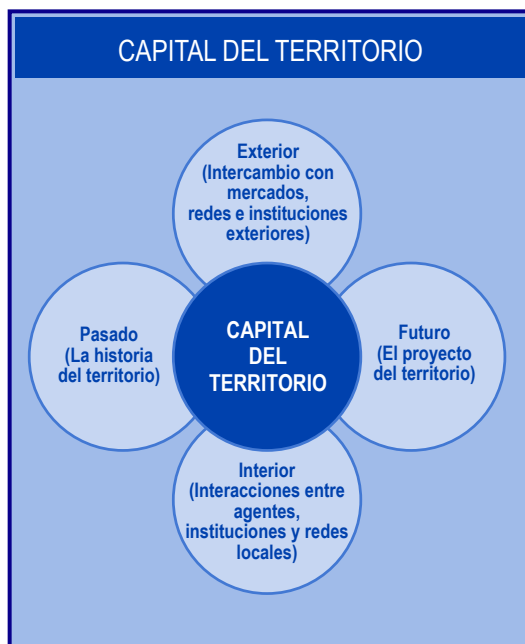 CAPITAL DEL TERRITORIO
Exterior
(Intercambio con
mercados,
redes e instituciones
exteriores)
Pasado
(La historia
del territorio)
CAPITAL
DEL
TERRITORIO
Futuro
(El proyecto
del territorio)
Interior
(Interacciones entre
agentes,
instituciones y redes
locales)